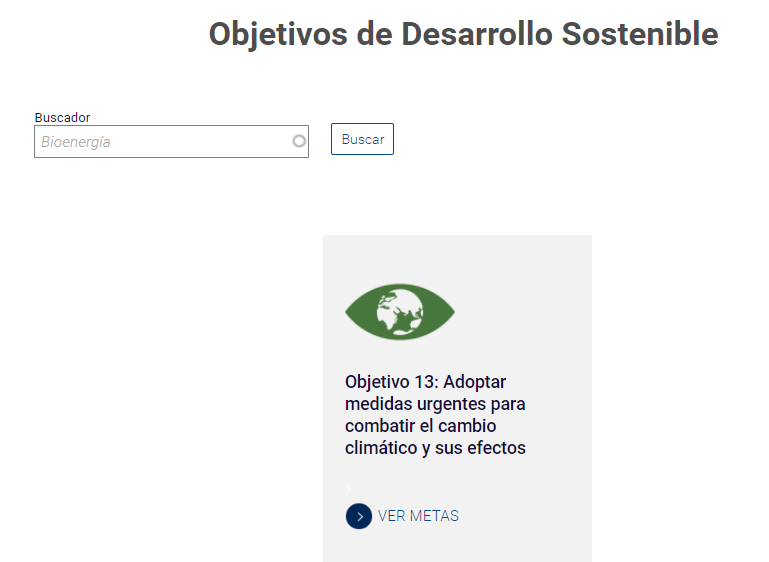 Objetivos de Desarrollo Sostenible
Buscador
Bioenergía
Buscar
Objetivo 13: Adoptar
medidas urgentes para
combatir el cambio
climático y sus efectos
VER METAS